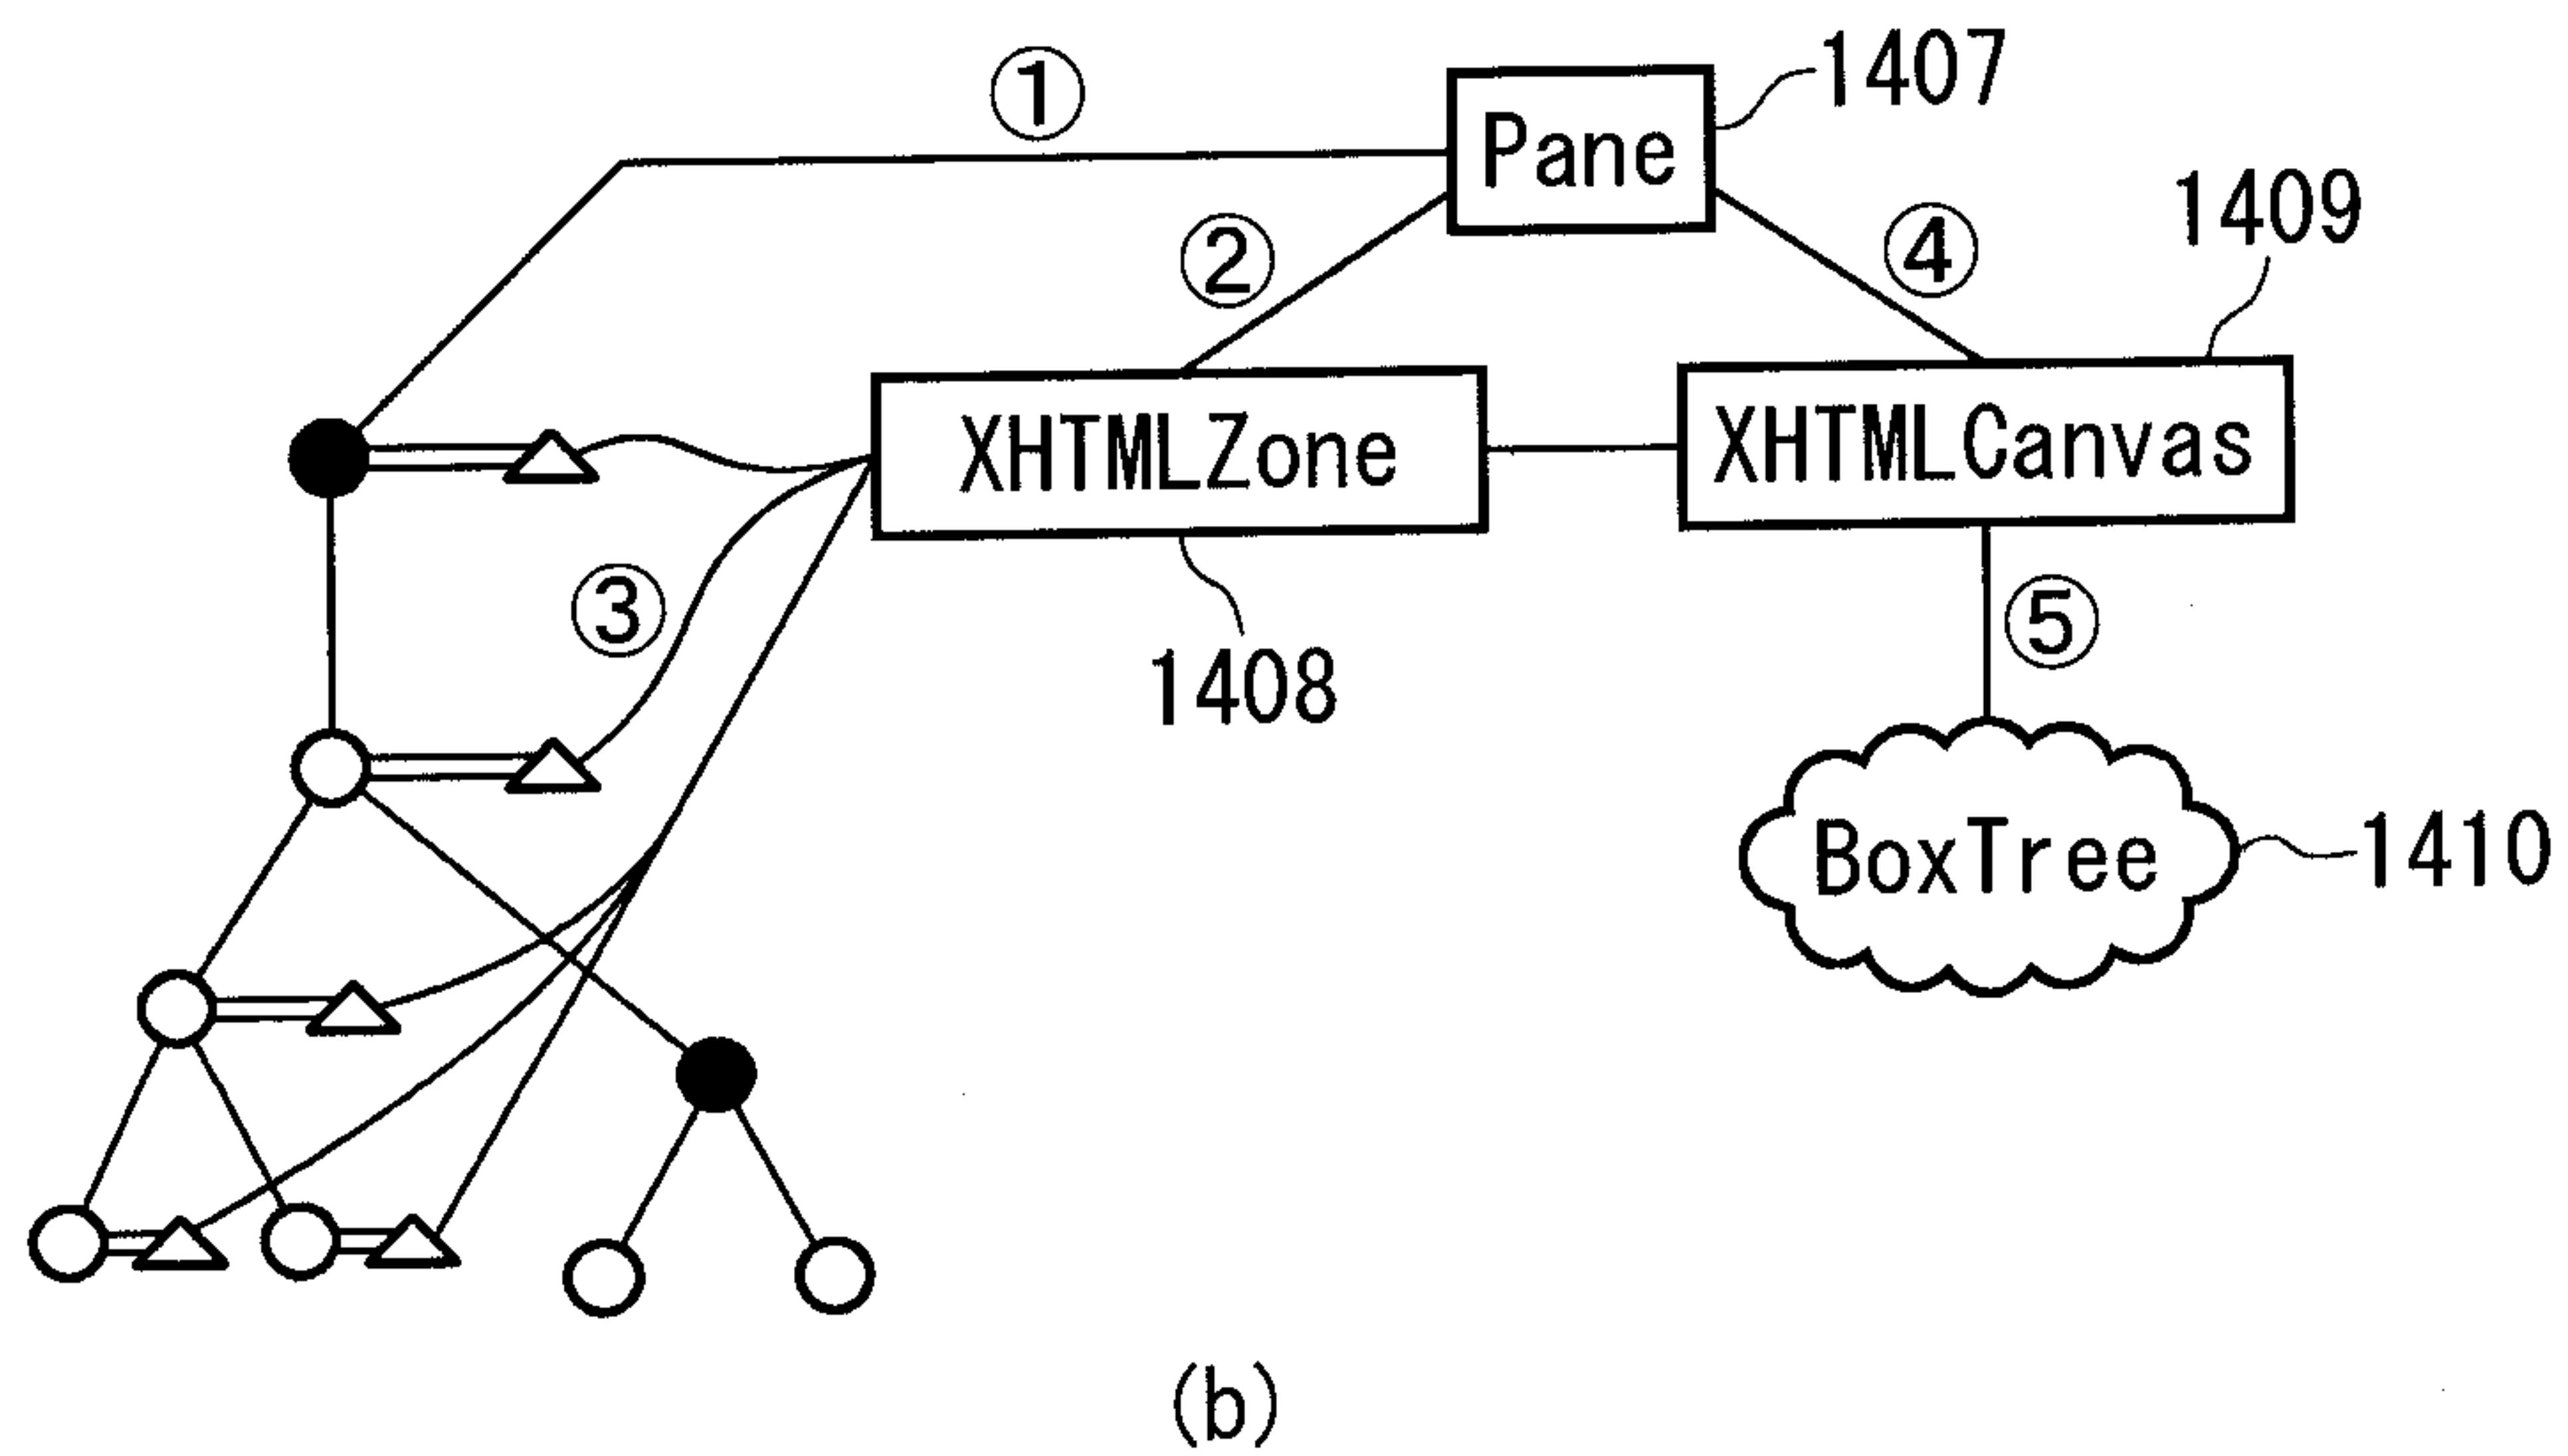 ①
1407
Pane
1409
②
④
XHTMLZone
XHTMLCanvas
③
⑤
1408
BoxTree
1410
(b)